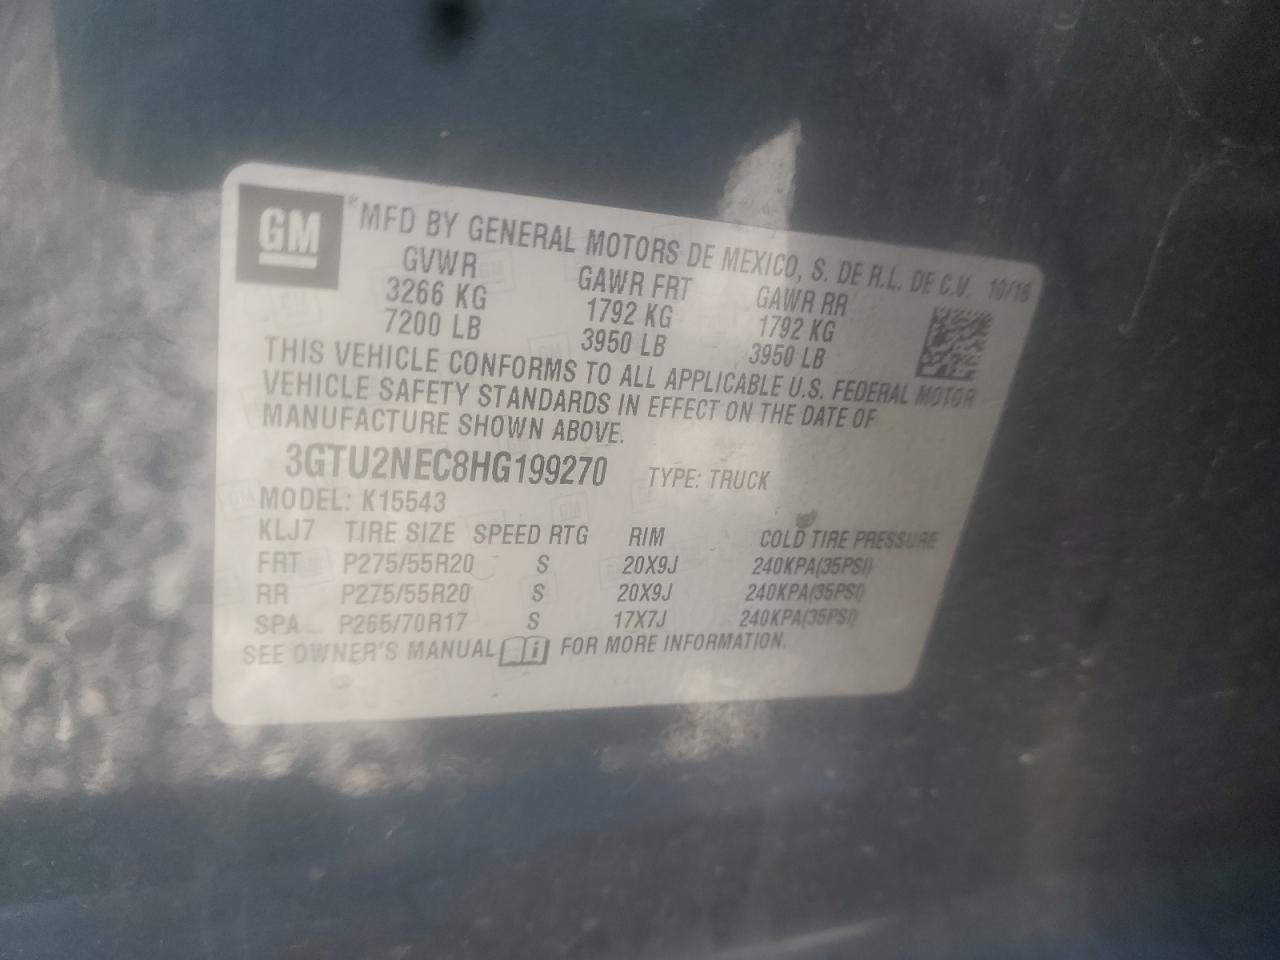 GM
® MFD BY GENERAL MOTORS DE MEXICO, S. DE R.L. DE C.V. 10/16
GVWR GAWR FRT GAWR RR
3266 KG 1792 KG 1792 KG
7200 LB 3950 LB 3950 LB
THIS VEHICLE CONFORMS TO ALL APPLICABLE U.S. FEDERAL MOTOR
VEHICLE SAFETY STANDARDS IN EFFECT ON THE DATE OF
MANUFACTURE SHOWN ABOVE.
3GTU2NEC8HG199270 TYPE: TRUCK
MODEL: K15543
KLJ7 TIRE SIZE SPEED RTG RIM COLD TIRE PRESSURE
FRT P275/55R20 S 20X9J 240KPA(35PSI)
RR P275/55R20 S 20X9J 240KPA(35PSI)
SPA P265/70R17 S 17X7J 240KPA(35PSI)
SEE OWNER'S MANUAL i FOR MORE INFORMATION.